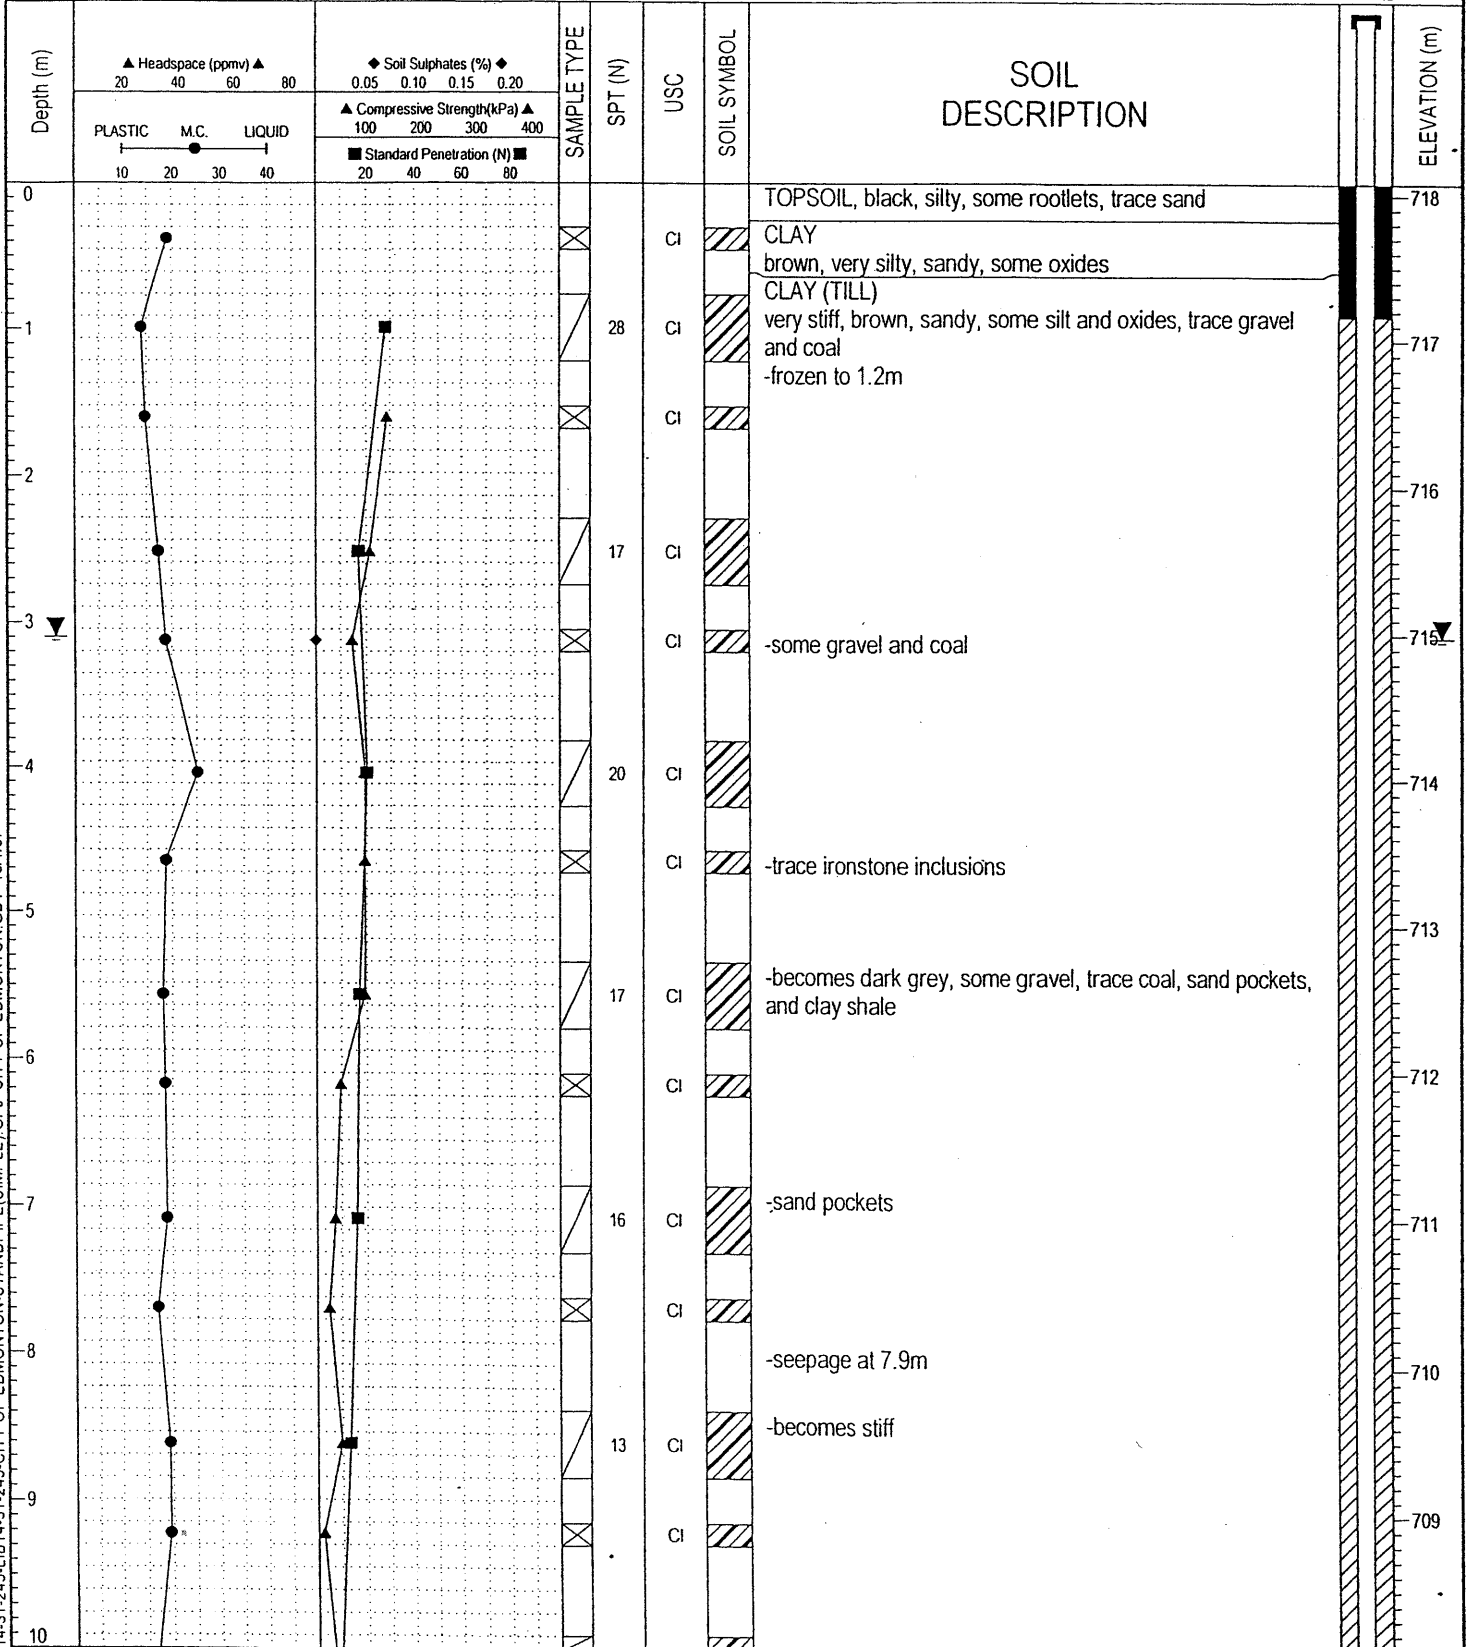 Depth (m)
▲ Headspace (ppmv) ▲
20 40 60 80
PLASTIC M.C. LIQUID
10 20 30 40
◆ Soil Sulphates (%) ◆
0.05 0.10 0.15 0.20
▲ Compressive Strength(kPa) ▲
100 200 300 400
■ Standard Penetration (N) ■
20 40 60 80
SAMPLE TYPE
SPT (N)
USC
SOIL SYMBOL
SOIL
DESCRIPTION
ELEVATION (m)
0
TOPSOIL, black, silty, some rootlets, trace sand
718
CI
CLAY
brown, very silty, sandy, some oxides
CLAY (TILL)
1
28
CI
very stiff, brown, sandy, some silt and oxides, trace gravel
and coal
717
-frozen to 1.2m
CI
2
716
17
CI
3
CI
-some gravel and coal
715
4
20
CI
714
CI
-trace ironstone inclusions
5
713
17
CI
-becomes dark grey, some gravel, trace coal, sand pockets,
and clay shale
6
CI
712
7
16
CI
-sand pockets
711
CI
8
-seepage at 7.9m
710
13
CI
-becomes stiff
9
CI
709
10